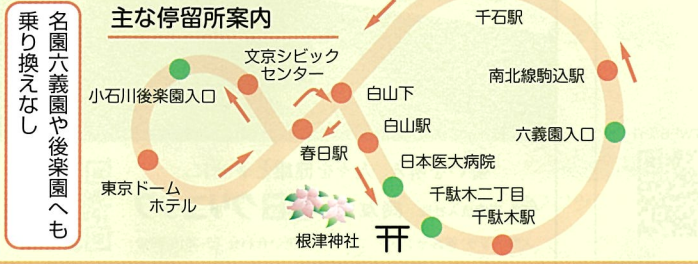 名園六義園や後楽園へも
乗り換えなし
主な停留所案内
千石駅
文京シビック
センター
南北線駒込駅
小石川後楽園入口
白山下
白山駅
六義園入口
春日駅
日本医大病院
東京ドーム
ホテル
千駄木二丁目
千駄木駅
根津神社